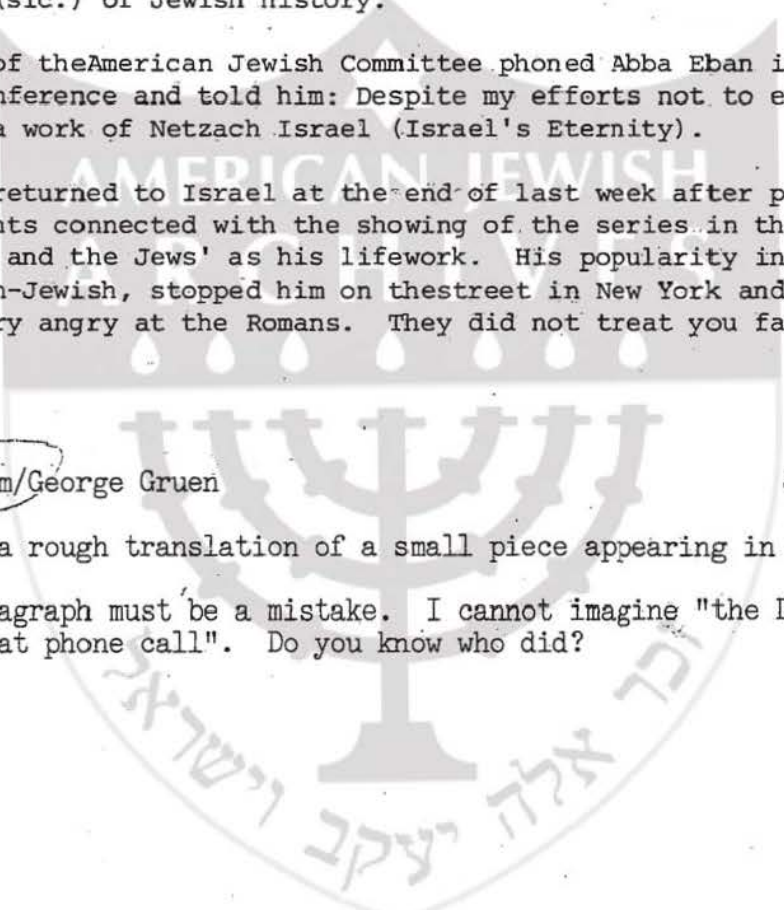 (sic.) of Jewish history.
of theAmerican Jewish Committee phoned Abba Eban i
nference and told him: Despite my efforts not to e
a work of Netzach Israel (Israel's Eternity).
AMERICAN JEWISH
returned to Israel at the end of last week after p
nts connected with the showing of the series in th
ARCHIVES
and the Jews' as his lifework. His popularity in
n-Jewish, stopped him on thestreet in New York and
ry angry at the Romans. They did not treat you fa
m/George Gruen
a rough translation of a small piece appearing in
agraph must be a mistake. I cannot imagine "the D
at phone call". Do you know who did?
זכר אלה יעקב וישראל